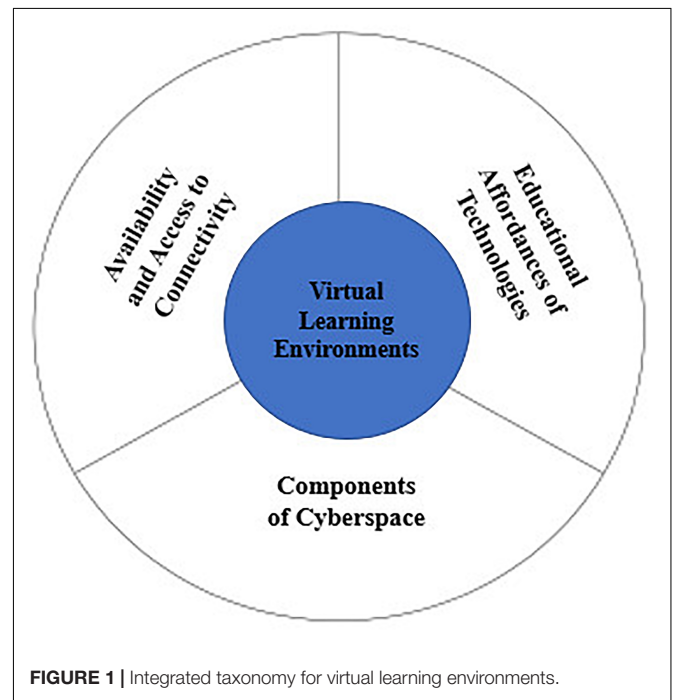 Availability
and Access to
Connectivity
Educational
Affordances of
Technologies
Virtual
Learning
Environments
Components
of Cyberspace
FIGURE 1 | Integrated taxonomy for virtual learning environments.